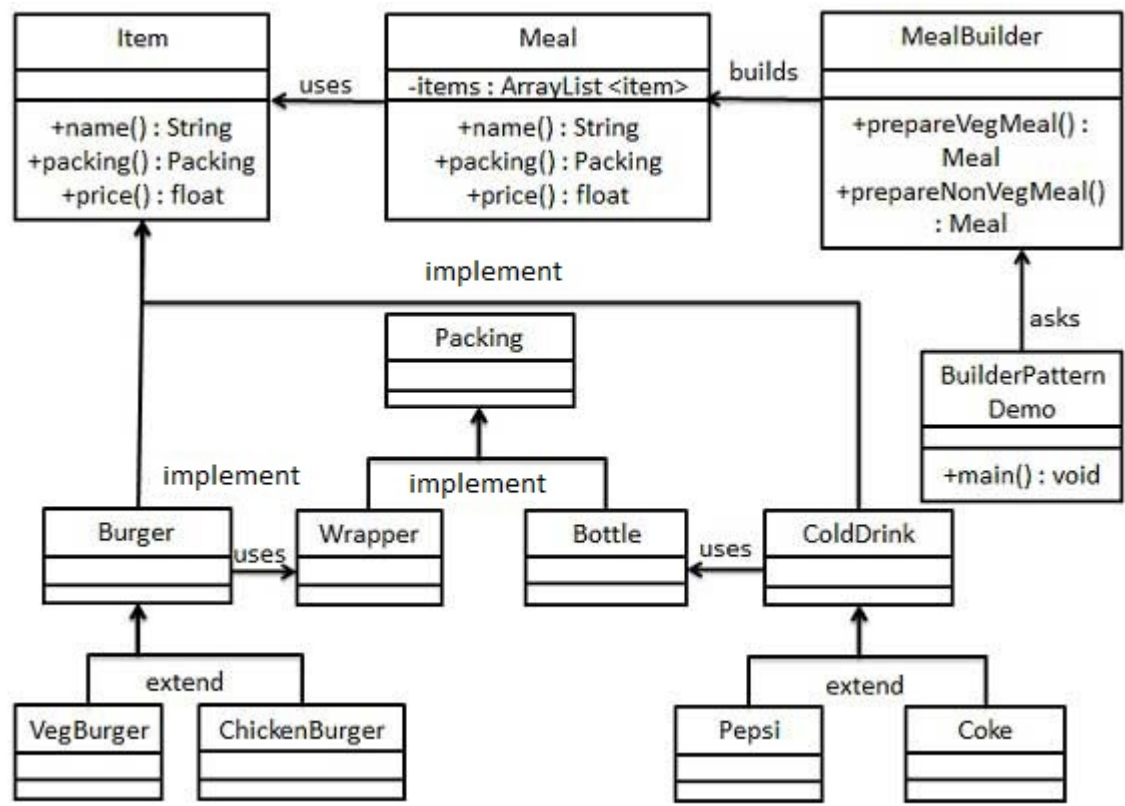 Item
uses
+name() : String
+packing() : Packing
+price() : float
Meal
-items : ArrayList <item>
+name() : String
+packing() : Packing
+price() : float
builds
MealBuilder
+prepareVegMeal() :
Meal
+prepareNonVegMeal()
: Meal
implement
asks
Packing
BuilderPattern
Demo
+main() : void
implement
implement
Burger
uses
Wrapper
Bottle
uses
ColdDrink
extend
VegBurger
ChickenBurger
extend
Pepsi
Coke